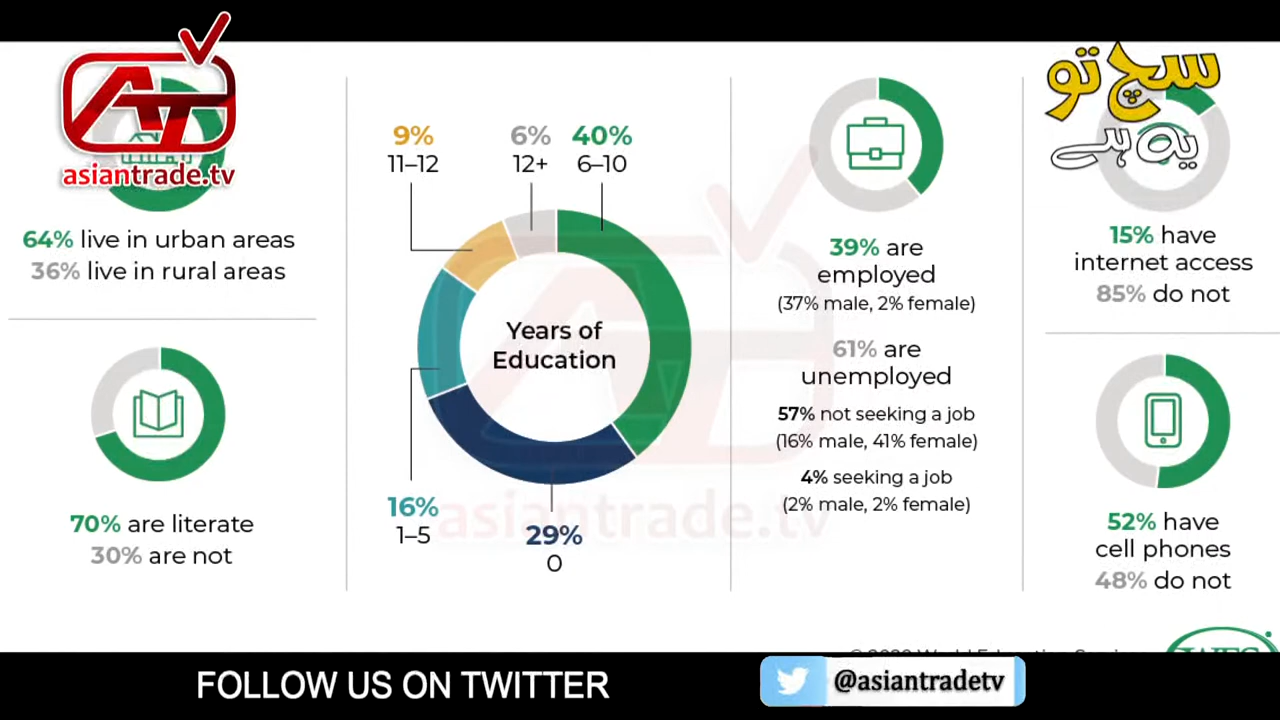 AT
asiantrade.tv
64% live in urban areas
36% live in rural areas
70% are literate
30% are not
9%
11–12
6%
12+
40%
6–10
Years of
Education
16%
1–5
29%
0
asiantrade.tv
39% are
employed
(37% male, 2% female)
61% are
unemployed
57% not seeking a job
(16% male, 41% female)
4% seeking a job
(2% male, 2% female)
سچ تو
یہ ہے
15% have
internet access
85% do not
52% have
cell phones
48% do not
FOLLOW US ON TWITTER
@asiantradetv